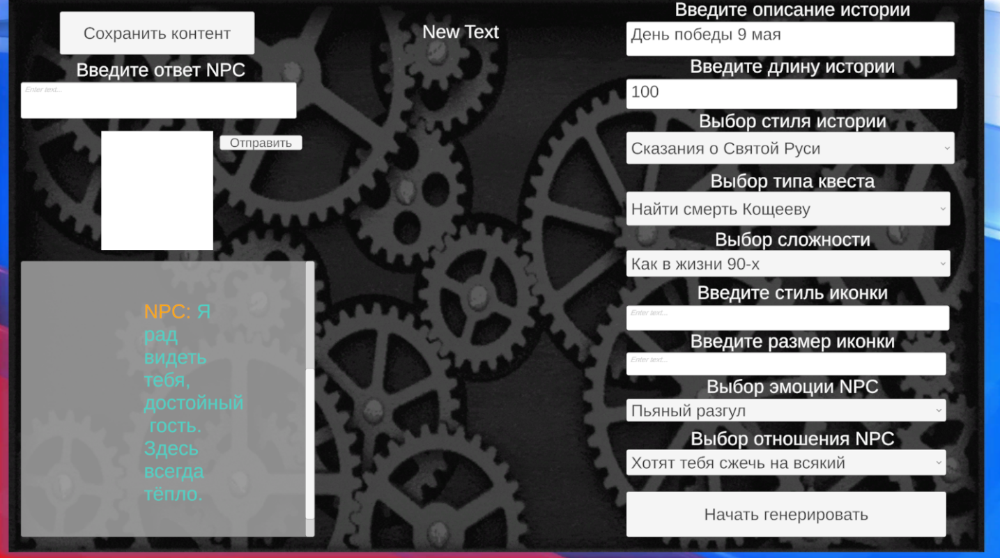 Сохранить контент
Введите ответ NPC
Enter text...
Отправить
NPC: Я
рад
видеть
тебя,
достойный
гость.
Здесь
всегда
тёпло.
New Text
Введите описание истории
День победы 9 мая
Введите длину истории
100
Выбор стиля истории
Сказания о Святой Руси
Выбор типа квеста
Найти смерть Кощееву
Выбор сложности
Как в жизни 90-х
Введите стиль иконки
Enter text...
Введите размер иконки
Enter text...
Выбор эмоции NPC
Пьяный разгул
Выбор отношения NPC
Хотят тебя сжечь на всякий
Начать генерировать